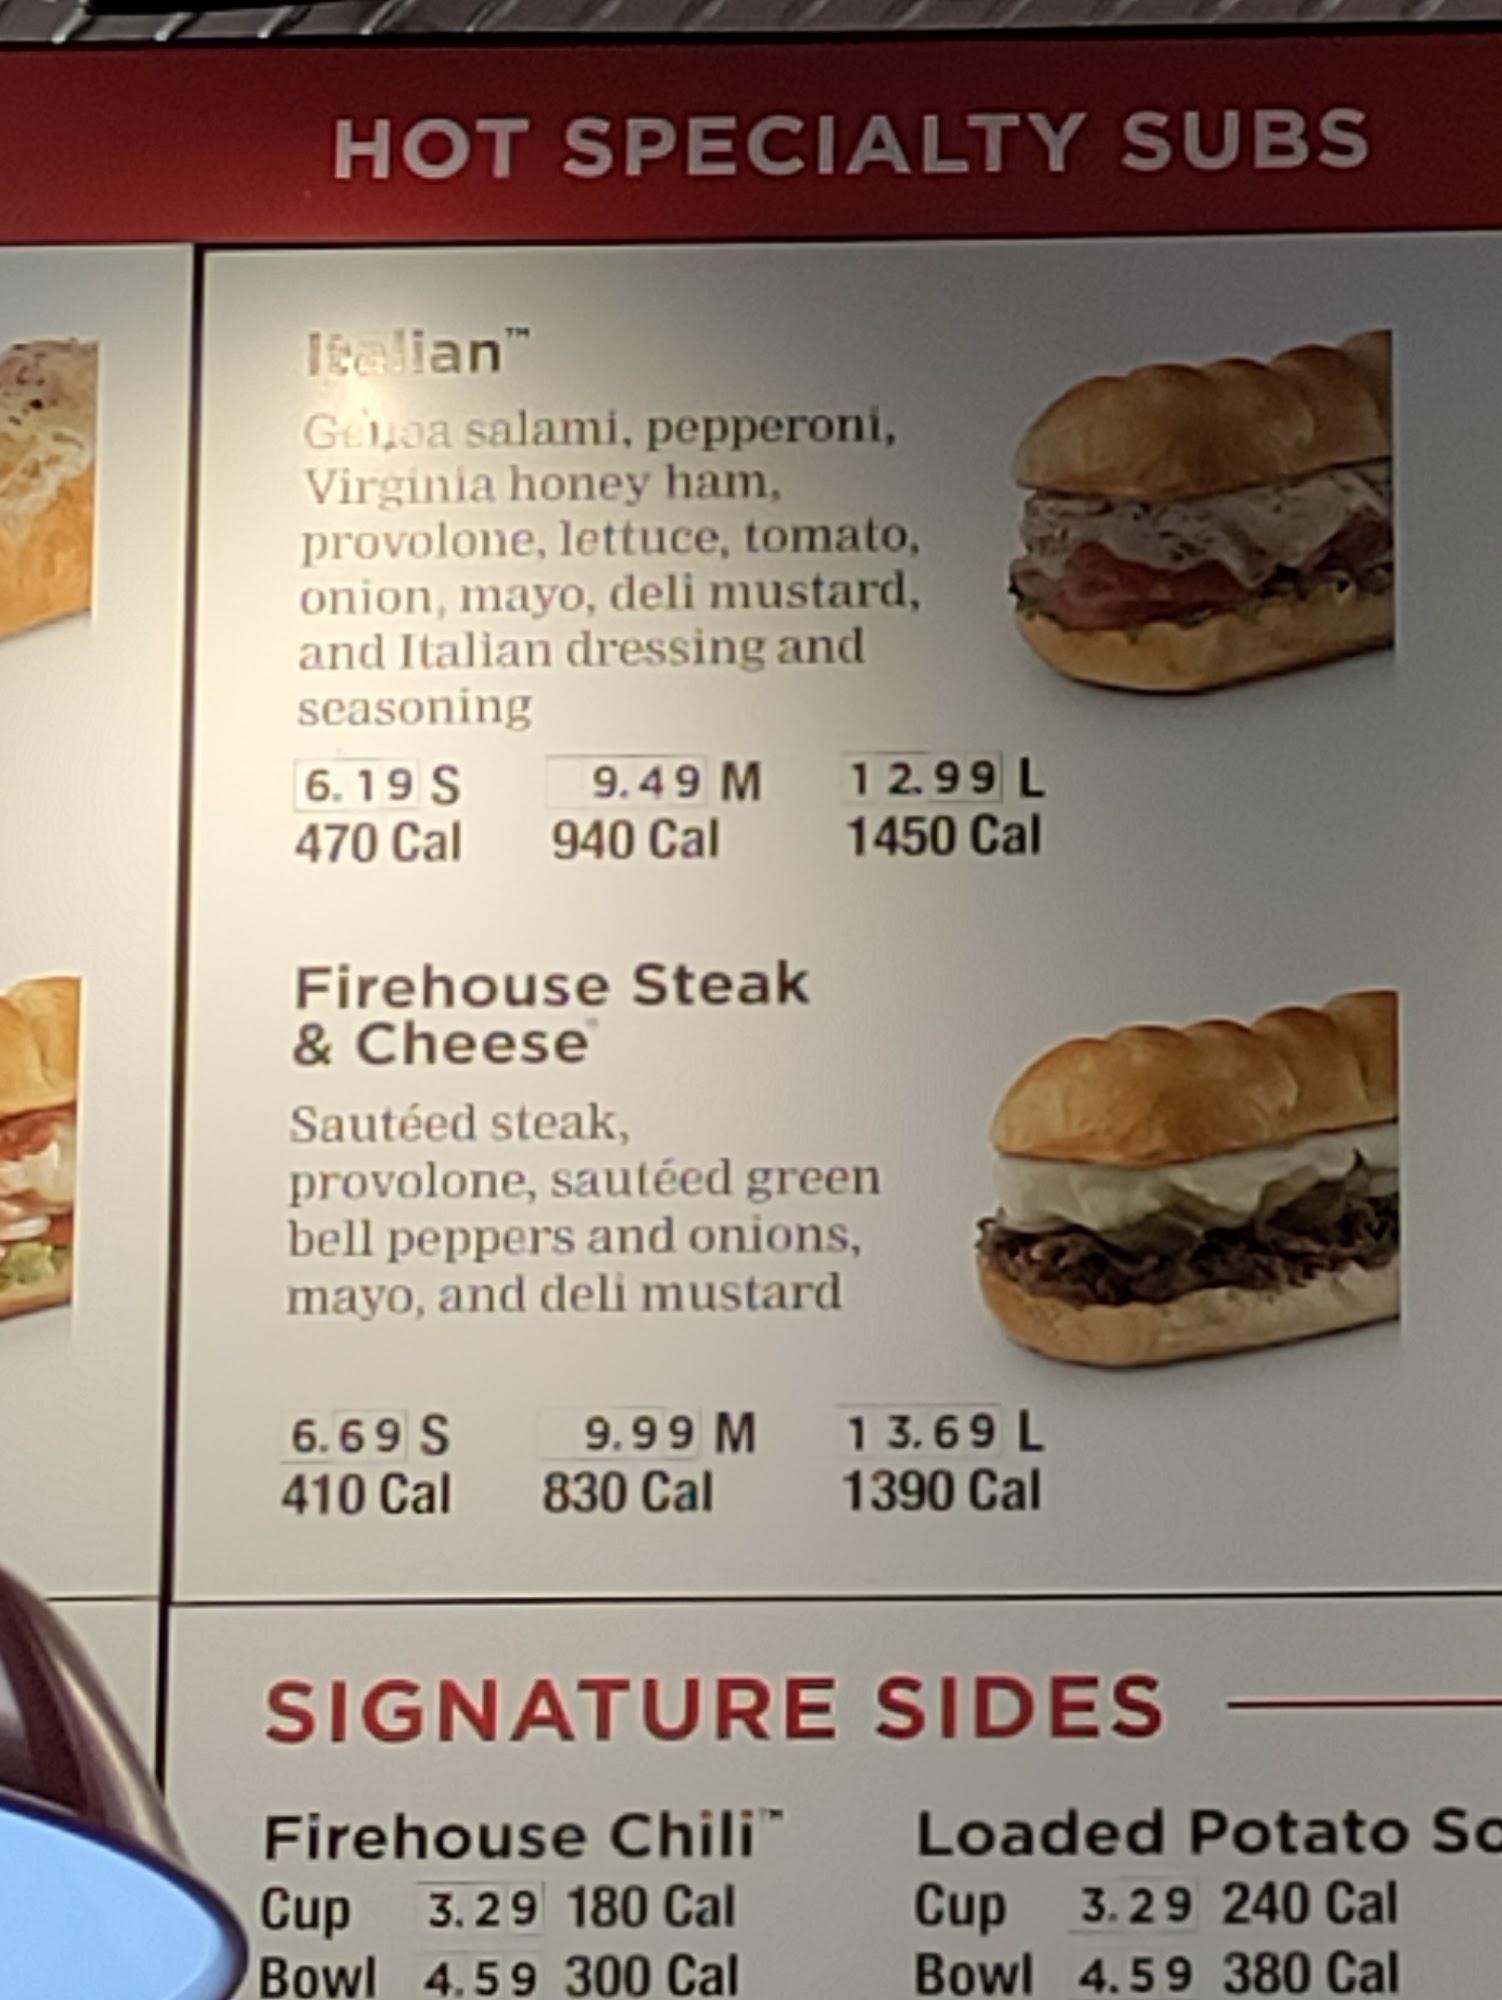 HOT SPECIALTY SUBS
Italian™
Genoa salami, pepperoni,
Virginia honey ham,
provolone, lettuce, tomato,
onion, mayo, deli mustard,
and Italian dressing and
seasoning
6.19 S 9.49 M 12.99 L
470 Cal 940 Cal 1450 Cal
Firehouse Steak
& Cheese
Sautéed steak,
provolone, sautéed green
bell peppers and onions,
mayo, and deli mustard
6.69 S 9.99 M 13.69 L
410 Cal 830 Cal 1390 Cal
SIGNATURE SIDES
Firehouse Chili™
Cup 3.29 180 Cal
Bowl 4.59 300 Cal
Loaded Potato
Cup 3.29 240 Cal
Bowl 4.59 380 Cal